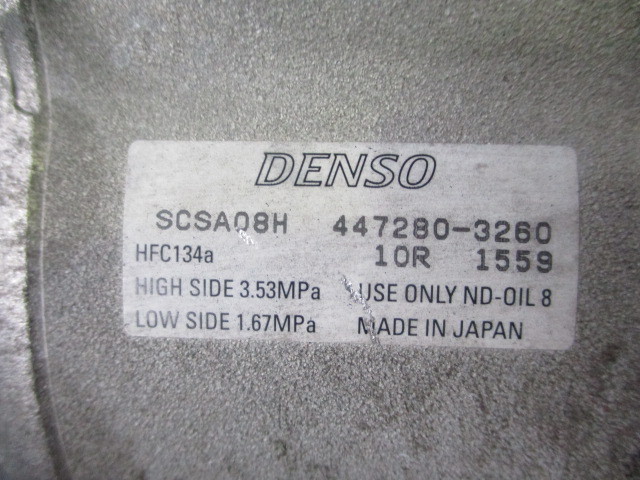 DENSO
SCSA08H 447280-3260
HFC134a 10R 1559
HIGH SIDE 3.53MPa USE ONLY ND-OIL 8
LOW SIDE 1.67MPa MADE IN JAPAN